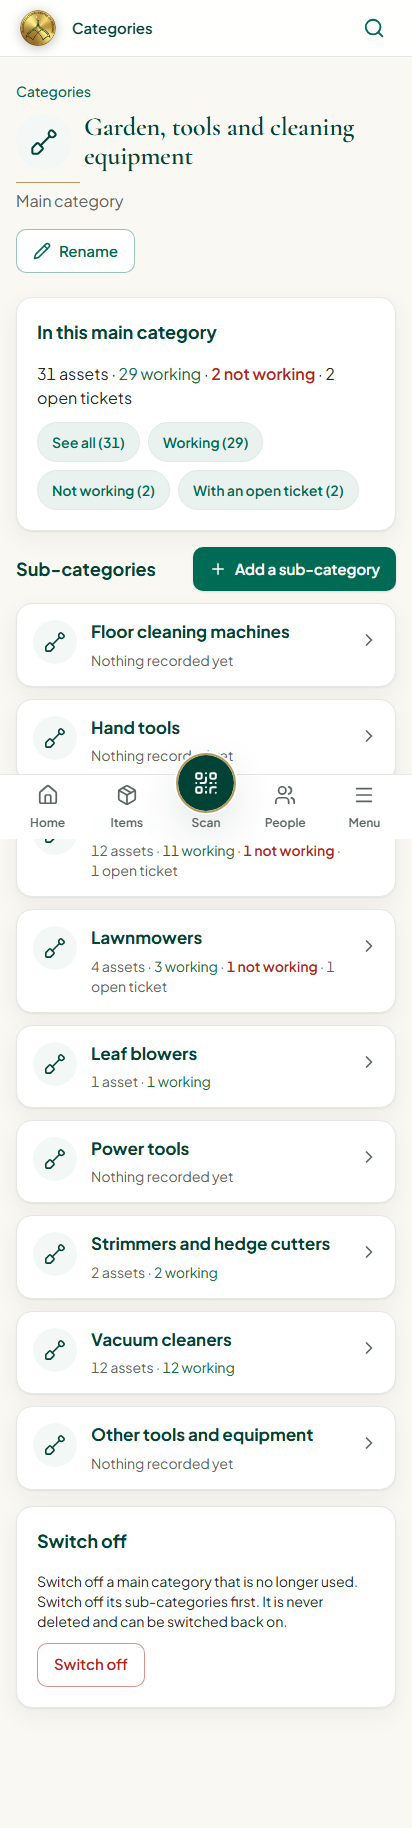 Categories
Categories
Garden, tools and cleaning
equipment
Main category
Rename
In this main category
31 assets · 29 working · 2 not working · 2
open tickets
See all (31)
Working (29)
Not working (2)
With an open ticket (2)
Sub-categories
+ Add a sub-category
Floor cleaning machines
Nothing recorded yet
Hand tools
Nothing recorded yet
Home
Items
Scan
People
Menu
12 assets · 11 working · 1 not working ·
1 open ticket
Lawnmowers
4 assets · 3 working · 1 not working · 1
open ticket
Leaf blowers
1 asset · 1 working
Power tools
Nothing recorded yet
Strimmers and hedge cutters
2 assets · 2 working
Vacuum cleaners
12 assets · 12 working
Other tools and equipment
Nothing recorded yet
Switch off
Switch off a main category that is no longer used.
Switch off its sub-categories first. It is never
deleted and can be switched back on.
Switch off